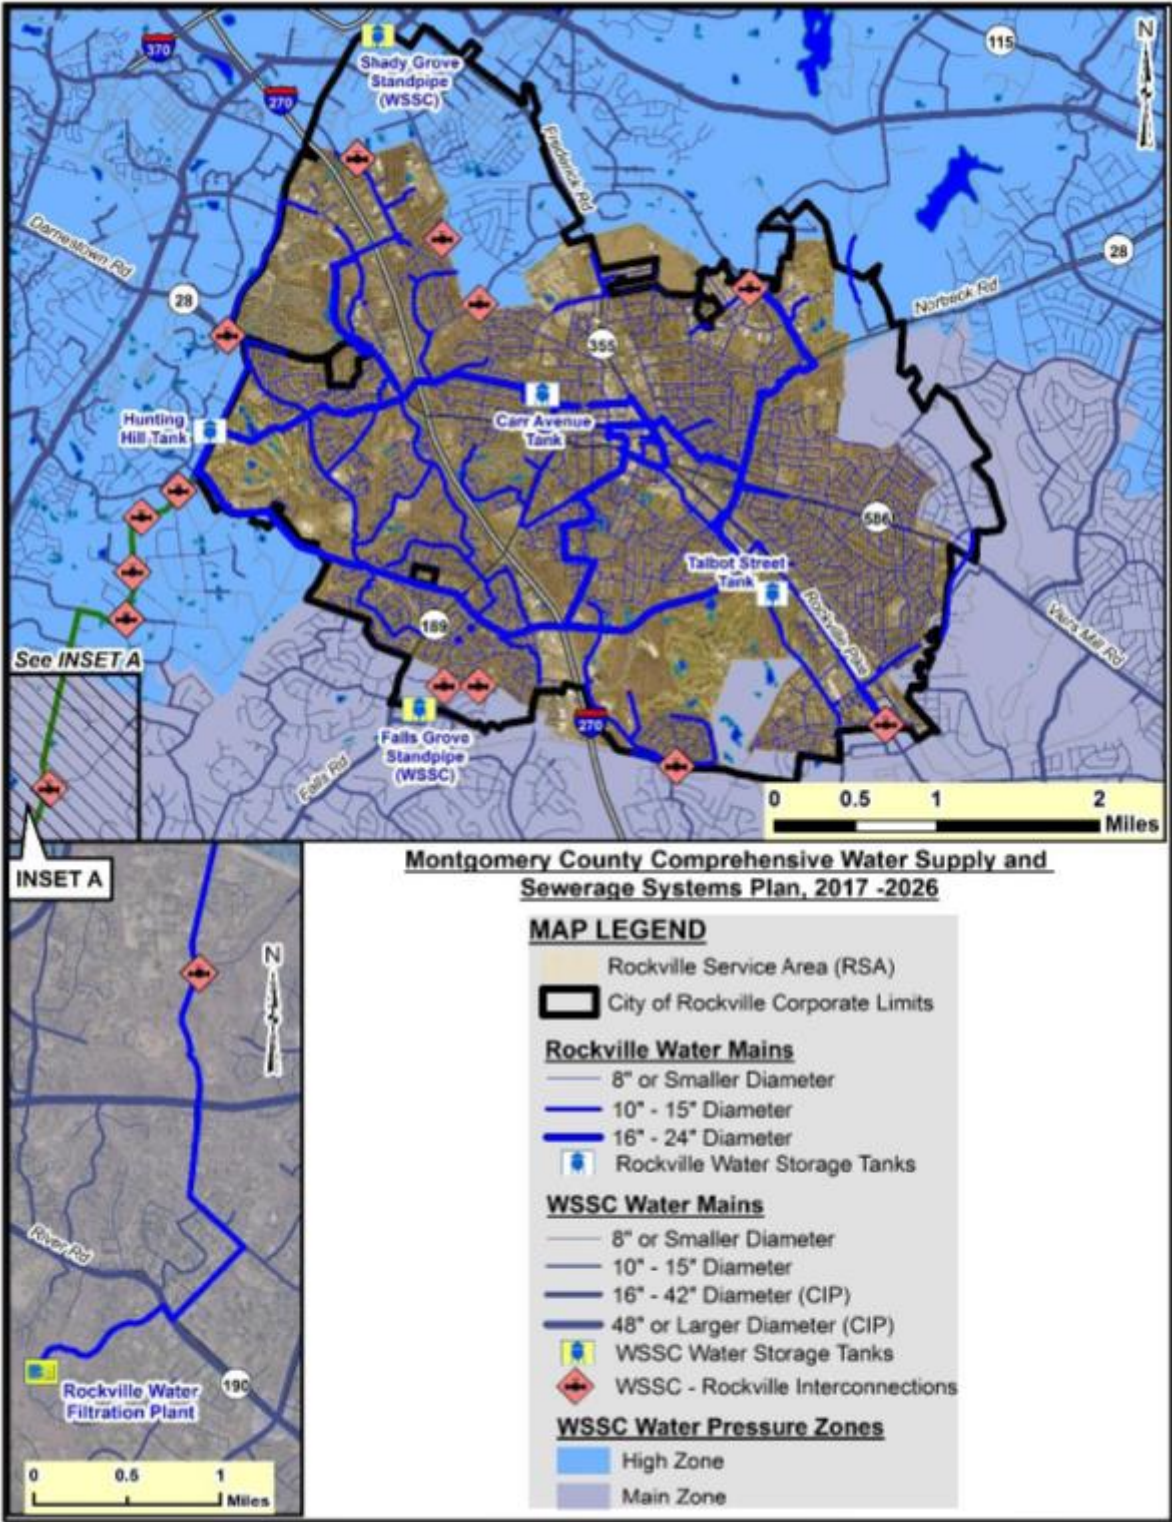 370
270
Shady Grove
Standpipe
(WSSC)
115
N
Frederick Rd
Darnestown Rd
28
28
Norbeck Rd
355
Hunting
Hill Tank
Carr Avenue
Tank
586
Talbot Street
Tank
Rockville Pike
Veirs Mill Rd
189
See INSET A
270
Falls Grove
Standpipe
(WSSC)
Falls Rd
0 0.5 1 2
Miles
INSET A
N
River Rd
190
Rockville Water
Filtration Plant
0 0.5 1
Miles
Montgomery County Comprehensive Water Supply and
Sewerage Systems Plan, 2017 -2026
MAP LEGEND
Rockville Service Area (RSA)
City of Rockville Corporate Limits
Rockville Water Mains
8" or Smaller Diameter
10" - 15" Diameter
16" - 24" Diameter
Rockville Water Storage Tanks
WSSC Water Mains
8" or Smaller Diameter
10" - 15" Diameter
16" - 42" Diameter (CIP)
48" or Larger Diameter (CIP)
WSSC Water Storage Tanks
WSSC - Rockville Interconnections
WSSC Water Pressure Zones
High Zone
Main Zone